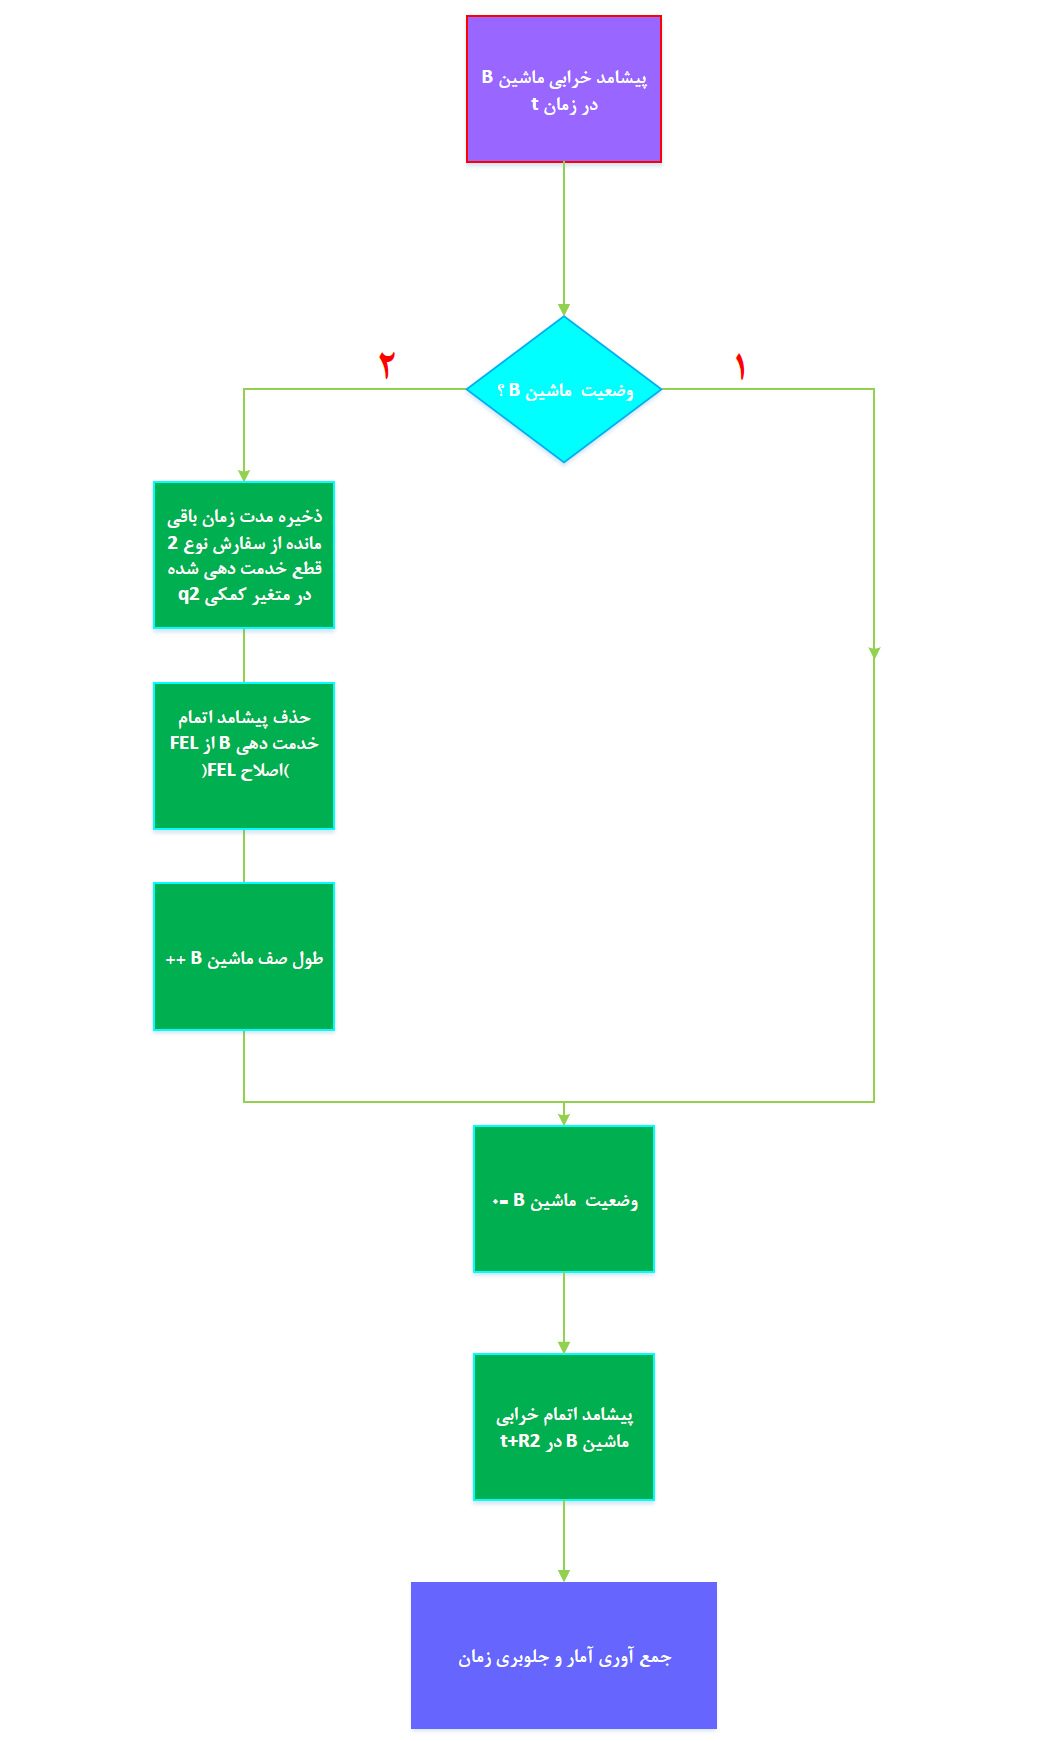 پیشامد خرابی ماشین B
در زمان t
وضعیت ماشین B ؟
۱
۲
ذخیره مدت زمان باقی
مانده از سفارش نوع 2
قطع خدمت دهی شده
در متغیر کمکی q2
حذف پیشامد اتمام
خدمت دهی B از FEL
)اصلاح FEL(
طول صف ماشین B ++
وضعیت ماشین B =۰
پیشامد اتمام خرابی
ماشین B در t+R2
جمع آوری آمار و جلوبری زمان